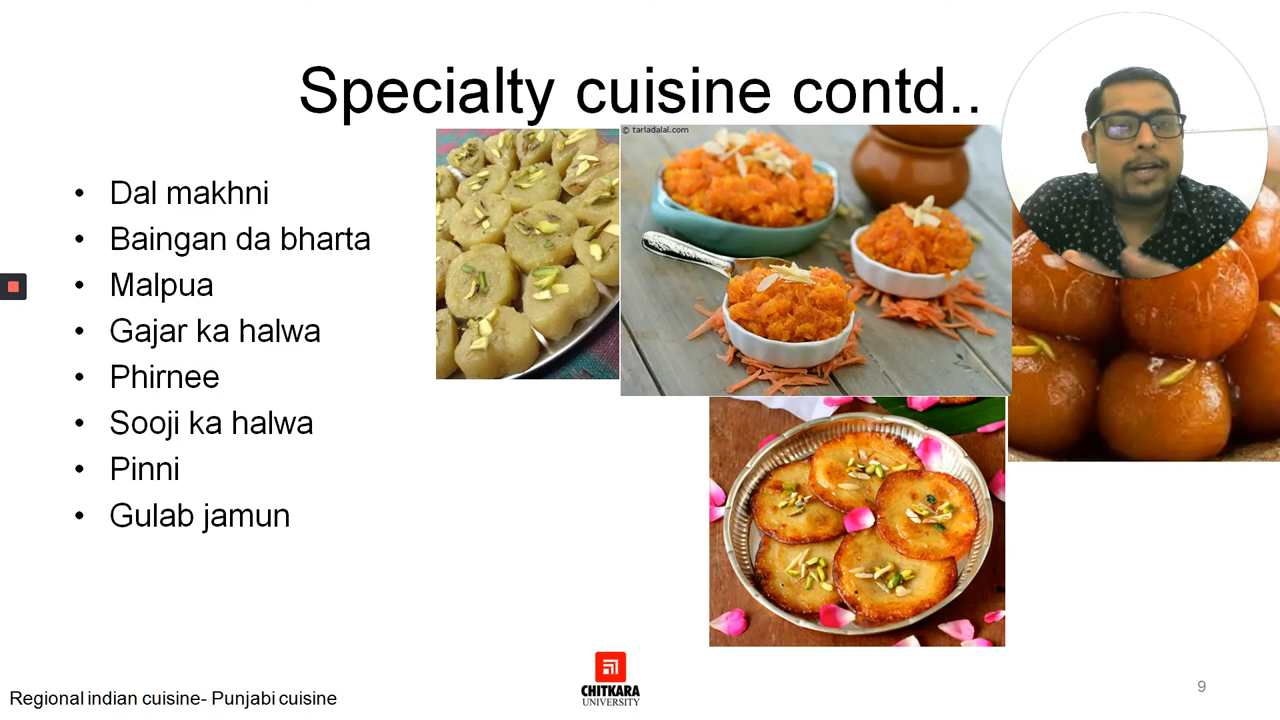 Specialty cuisine contd..
© tarladalal.com
• Dal makhni
• Baingan da bharta
• Malpua
• Gajar ka halwa
• Phirnee
• Sooji ka halwa
• Pinni
• Gulab jamun
Regional indian cuisine- Punjabi cuisine
CHITKARA
UNIVERSITY
9